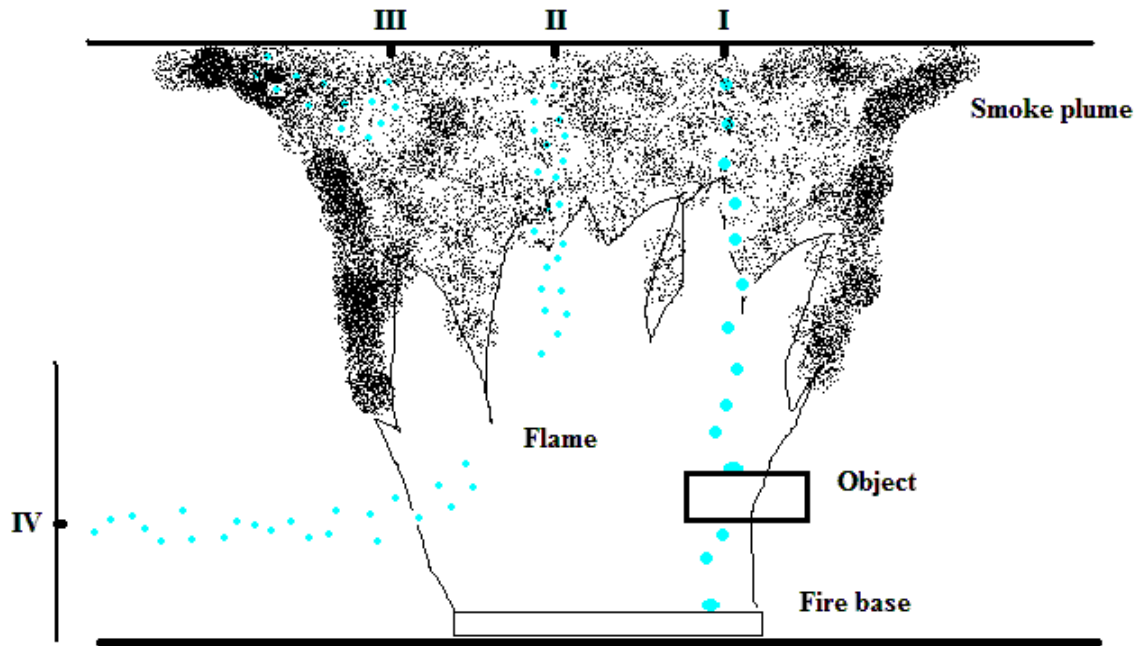 III
II
I
Smoke plume
Flame
Object
IV
Fire base